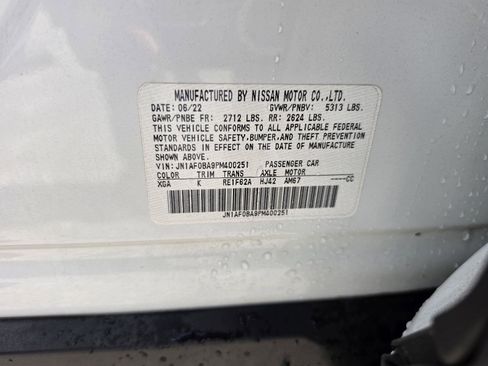 MANUFACTURED BY NISSAN MOTOR CO.,LTD.
DATE: 06/22 GVWR/PNBV: 5313 LBS.
GAWR/PNBE FR: 2712 LBS. RR: 2624 LBS.
THIS VEHICLE CONFORMS TO ALL APPLICABLE FEDERAL
MOTOR VEHICLE SAFETY,BUMPER,AND THEFT PREVENTION
STANDARDS IN EFFECT ON THE DATE OF MANUFACTURE
SHOWN ABOVE.
VIN: JN1AF0BA9PM400251 PASSENGER CAR
COLOR TRIM TRANS AXLE MOTOR
XGA K RE1F62A HJ42 AM67 -----CC
JN1AF0BA9PM400251